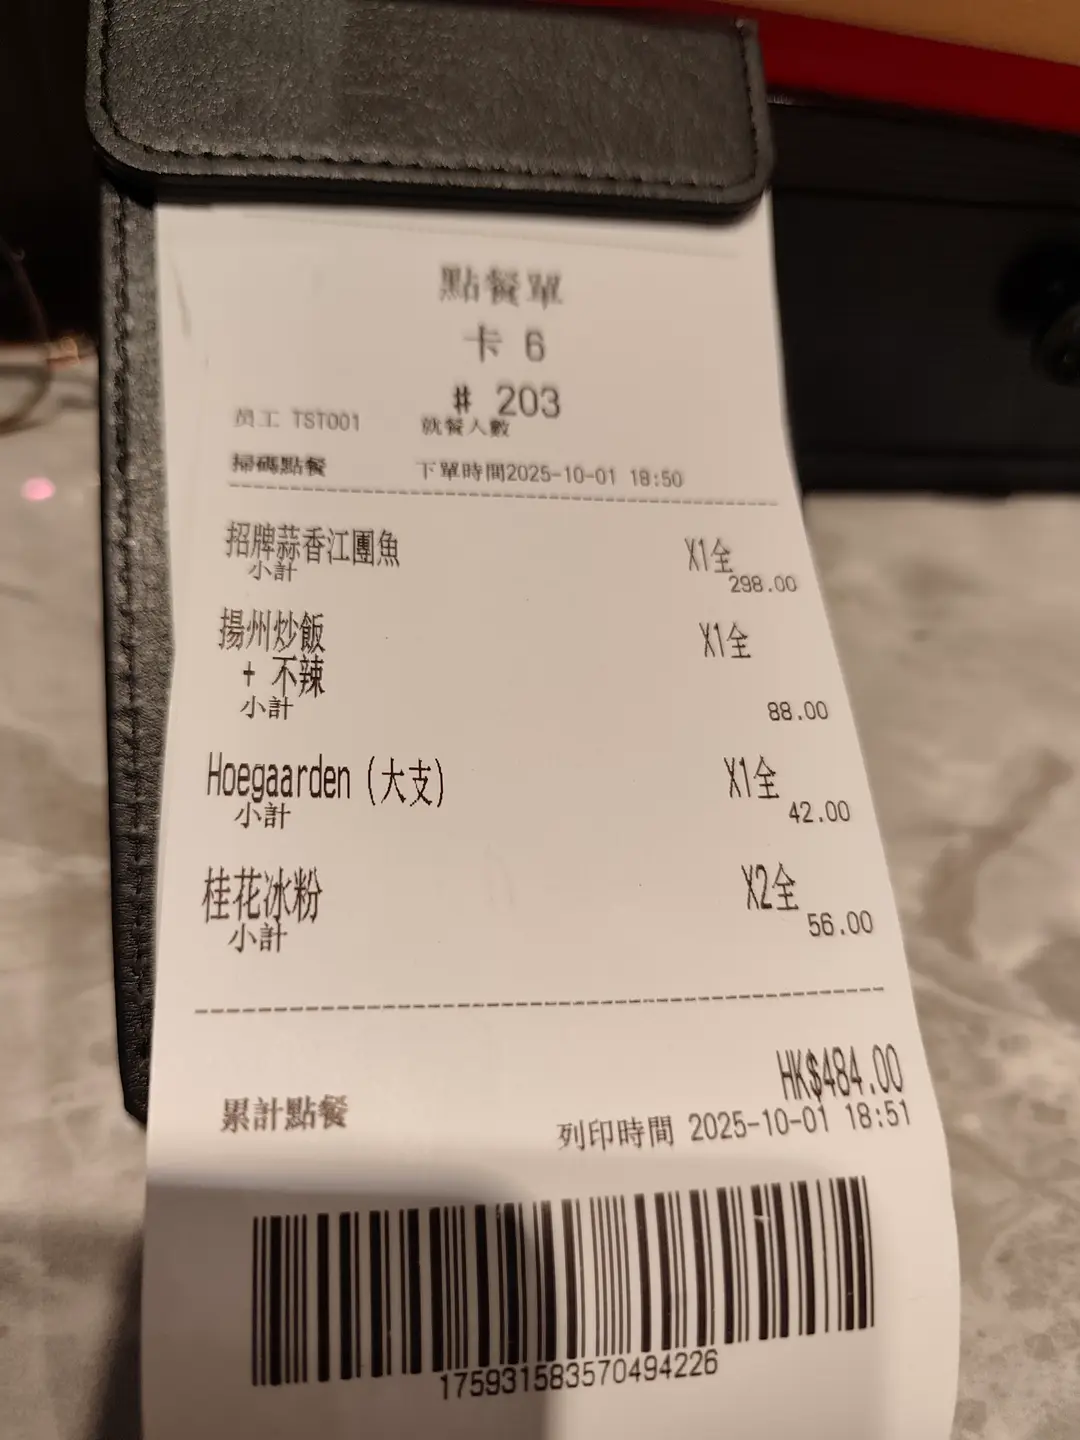 點餐單
卡 6
# 203
员工 TST001 就餐人數
掃碼點餐 下單時間2025-10-01 18:50
招牌蒜香江團魚 X1全
小計 298.00
揚州炒飯 X1全
+ 不辣
小計 88.00
Hoegaarden (大支) X1全
小計 42.00
桂花冰粉 X2全
小計 56.00
HK$484.00
累計點餐 列印時間 2025-10-01 18:51
1759315835704942​26